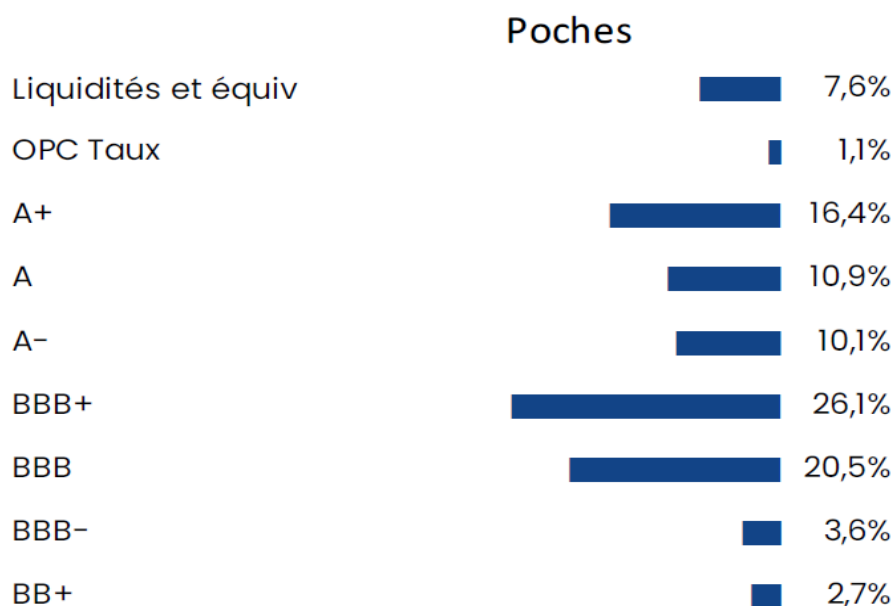 Poches
Liquidités et équiv 7,6%
OPC Taux 1,1%
A+ 16,4%
A 10,9%
A- 10,1%
BBB+ 26,1%
BBB 20,5%
BBB- 3,6%
BB+ 2,7%